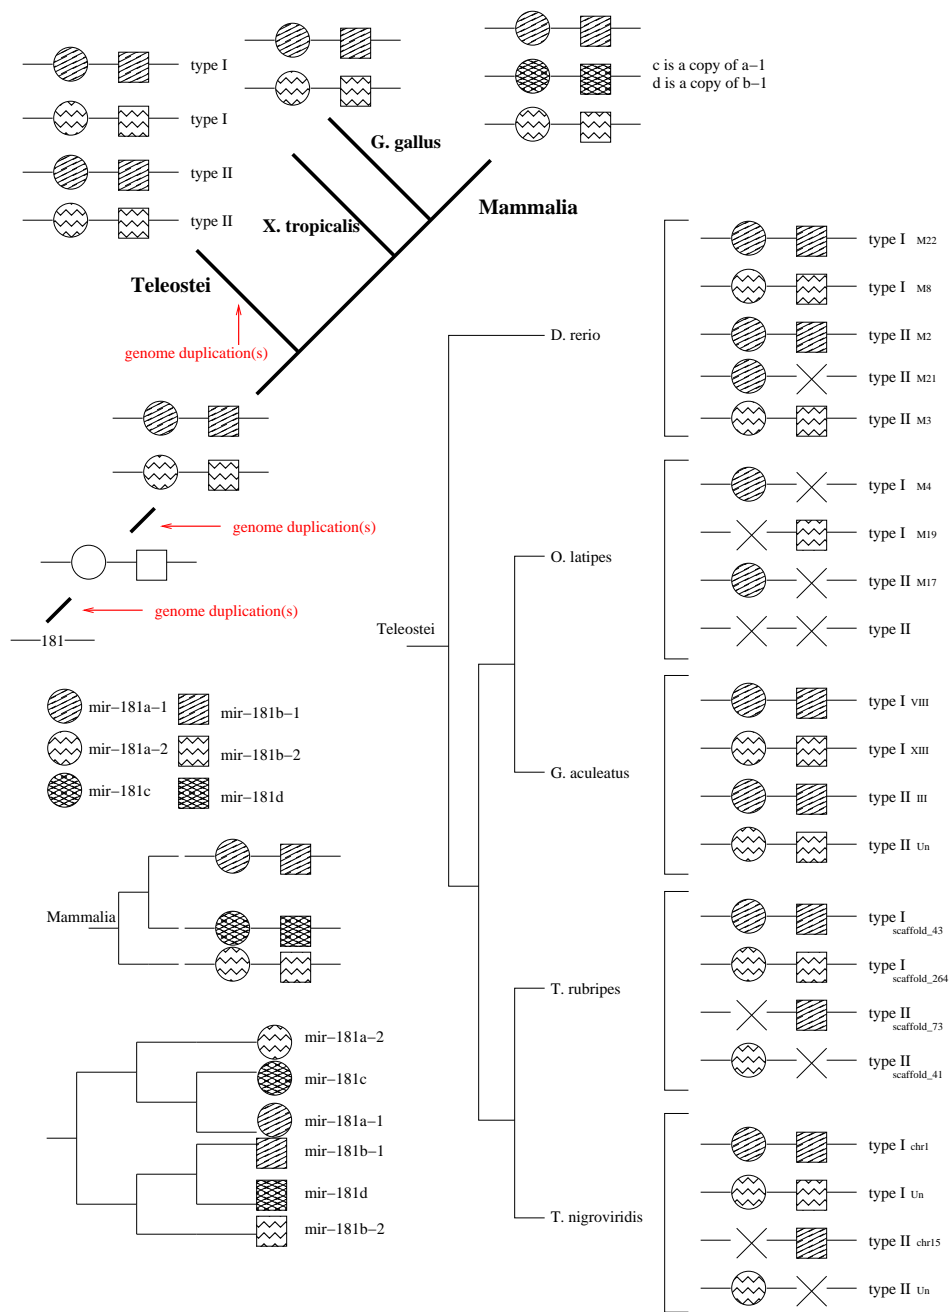 type I
type I
type II
type II
c is a copy of a−1
d is a copy of b−1
G. gallus
X. tropicalis
Mammalia
Teleostei
genome duplication(s)
genome duplication(s)
genome duplication(s)
181
mir−181a−1
mir−181b−1
mir−181a−2
mir−181b−2
mir−181c
mir−181d
Mammalia
mir−181a−2
mir−181c
mir−181a−1
mir−181b−1
mir−181d
mir−181b−2
Teleostei
D. rerio
type I M22
type I M8
type II M2
type II M21
type II M3
O. latipes
type I M4
type I M19
type II M17
type II
G. aculeatus
type I VIII
type I XIII
type II III
type II Un
T. rubripes
type I scaffold_43
type I scaffold_264
type II scaffold_73
type II scaffold_41
T. nigroviridis
type I chr1
type I Un
type II chr15
type II Un